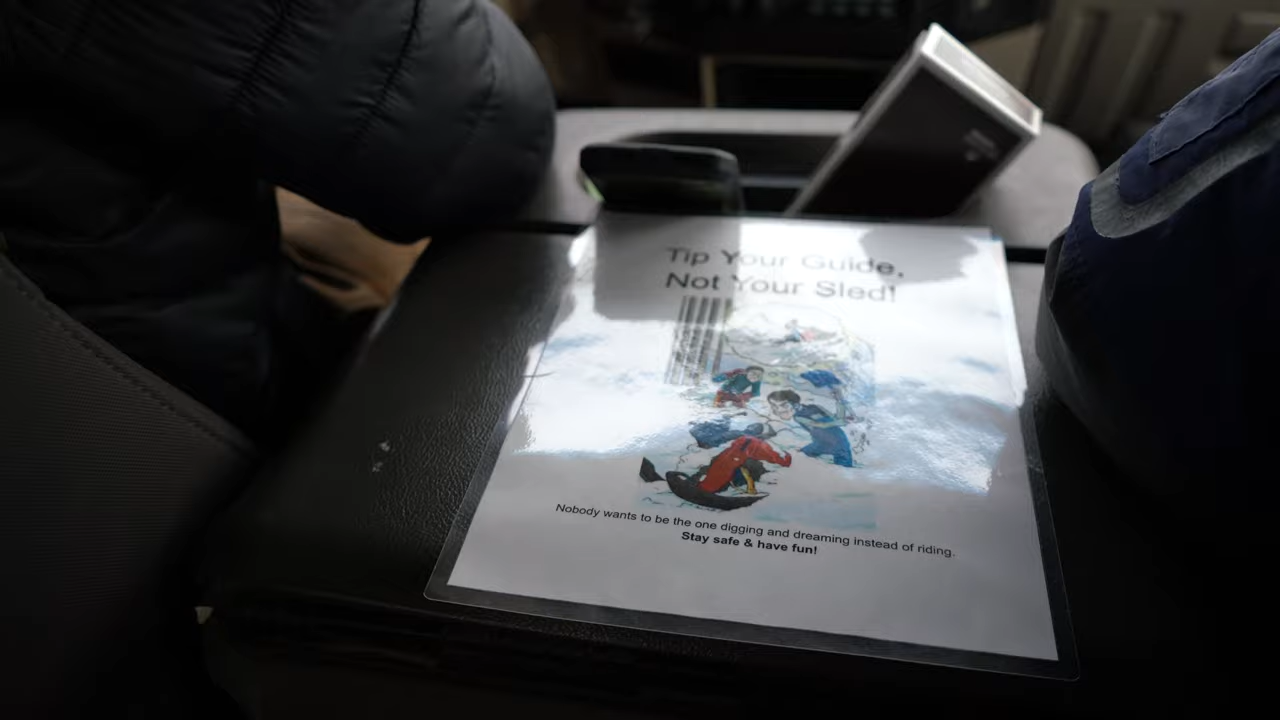 Tip Your Guide,
Not Your Sled!
Nobody wants to be the one digging and dreaming instead of riding.
Stay safe & have fun!